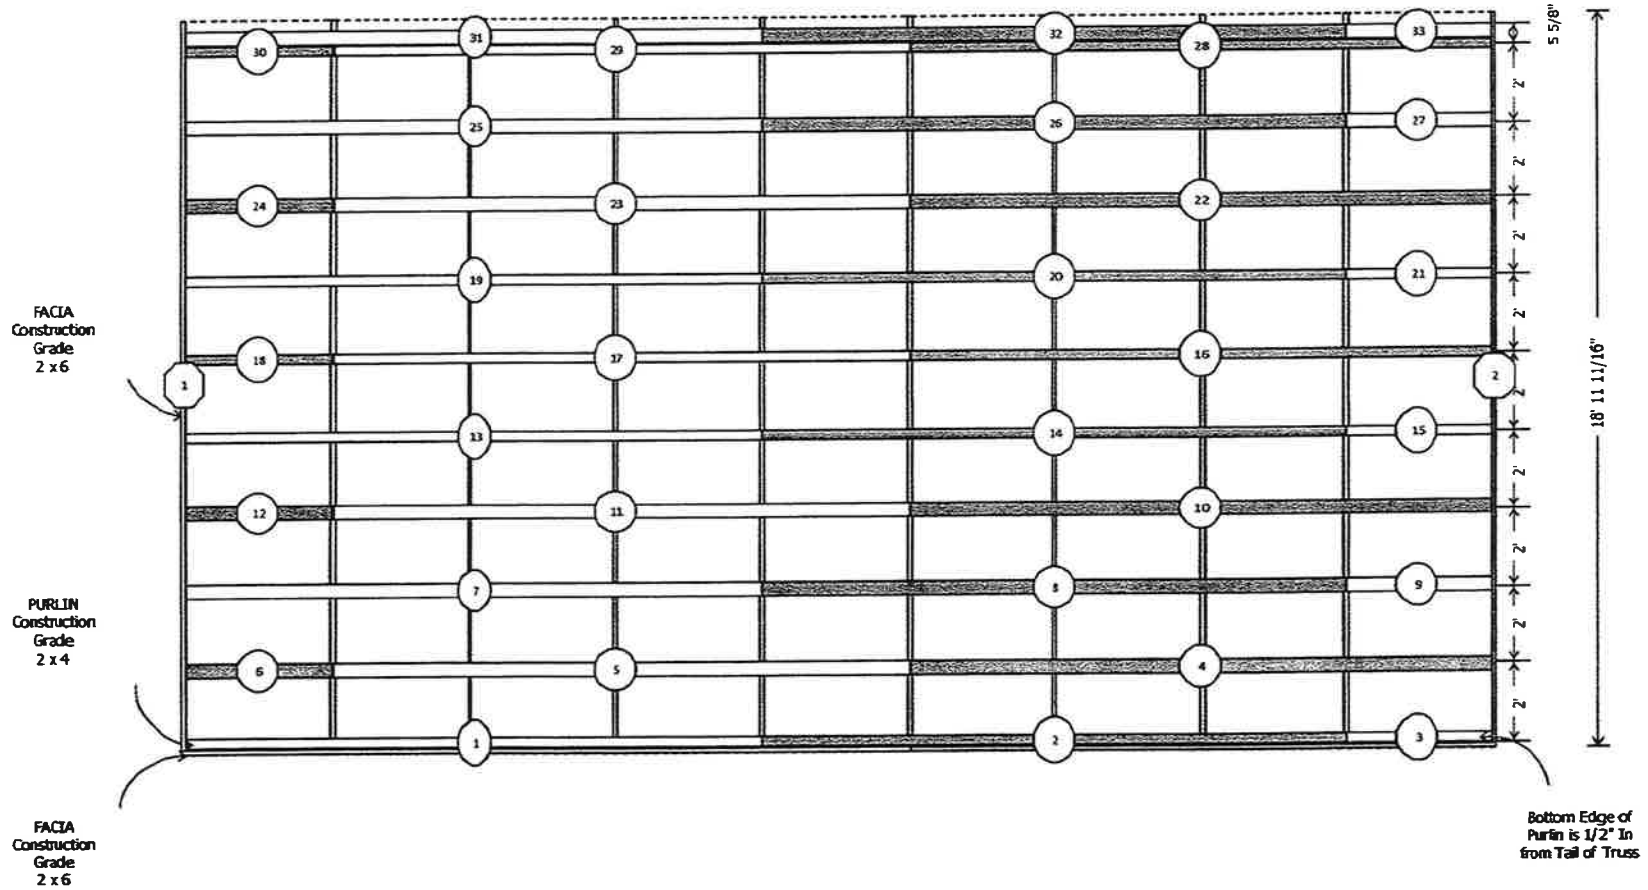 31
32
33
5 5/8"
30
29
28
2'
25
26
27
2'
24
23
22
2'
19
20
21
FACIA
Construction
Grade
2 x 6
2'
18
17
16
1
2
2'
18' 11 11/16"
13
14
15
2'
12
11
10
2'
7
8
9
PURLIN
Construction
Grade
2 x 4
2'
6
5
4
2'
1
2
3
FACIA
Construction
Grade
2 x 6
Bottom Edge of
Purlin is 1/2" In
from Tail of Truss